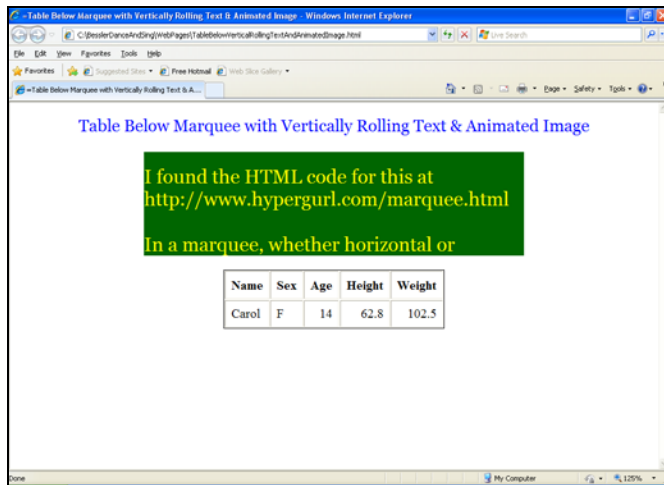 =Table Below Marquee with Vertically Rolling Text & Animated Image - Windows Internet Explorer
C:\BesslerDanceAndSing\WebPages\TableBelowVerticalRollingTextAndAnimatedImage.html
Live Search
File Edit View Favorites Tools Help
Favorites Suggested Sites Free Hotmail Web Slice Gallery
=Table Below Marquee with Vertically Rolling Text & A...
Page Safety Tools
Table Below Marquee with Vertically Rolling Text & Animated Image
I found the HTML code for this at
http://www.hypergurl.com/marquee.html
In a marquee, whether horizontal or
Name Sex Age Height Weight
Carol F 14 62.8 102.5
Done My Computer 125%